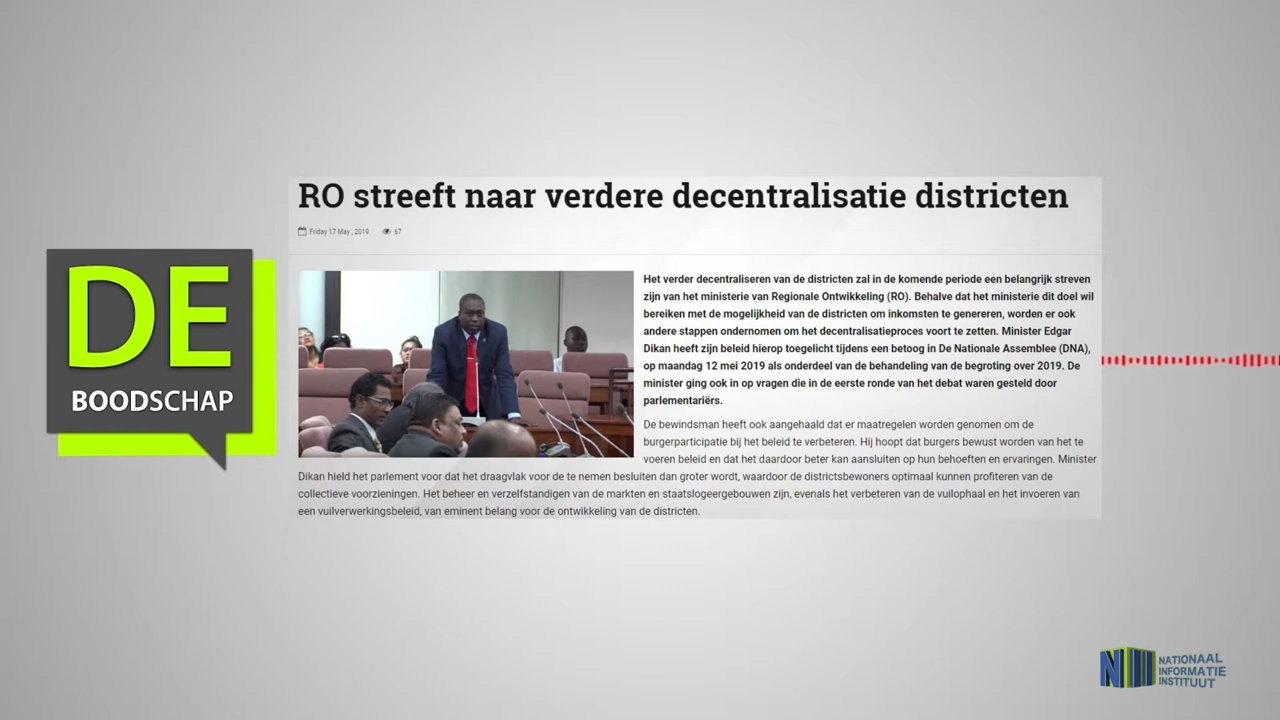 RO streeft naar verdere decentralisatie districten
Friday 17 May , 2019 67
DE
BOODSCHAP
Het verder decentraliseren van de districten zal in de komende periode een belangrijk streven
zijn van het ministerie van Regionale Ontwikkeling (RO). Behalve dat het ministerie dit doel wil
bereiken met de mogelijkheid van de districten om inkomsten te genereren, worden er ook
andere stappen ondernomen om het decentralisatieproces voort te zetten. Minister Edgar
Dikan heeft zijn beleid hierop toegelicht tijdens een betoog in De Nationale Assemblee (DNA),
op maandag 12 mei 2019 als onderdeel van de behandeling van de begroting over 2019. De
minister ging ook in op vragen die in de eerste ronde van het debat waren gesteld door
parlementariërs.
De bewindsman heeft ook aangehaald dat er maatregelen worden genomen om de
burgerparticipatie bij het beleid te verbeteren. Hij hoopt dat burgers bewust worden van het te
voeren beleid en dat het daardoor beter kan aansluiten op hun behoeften en ervaringen. Minister
Dikan hield het parlement voor dat het draagvlak voor de te nemen besluiten dan groter wordt, waardoor de districtsbewoners optimaal kunnen profiteren van de
collectieve voorzieningen. Het beheer en verzelfstandigen van de markten en staatslogeergebouwen zijn, evenals het verbeteren van de vuilophaal en het invoeren van
een vuilverwerkingsbeleid, van eminent belang voor de ontwikkeling van de districten.
NATIONAAL
INFORMATIE
INSTITUUT